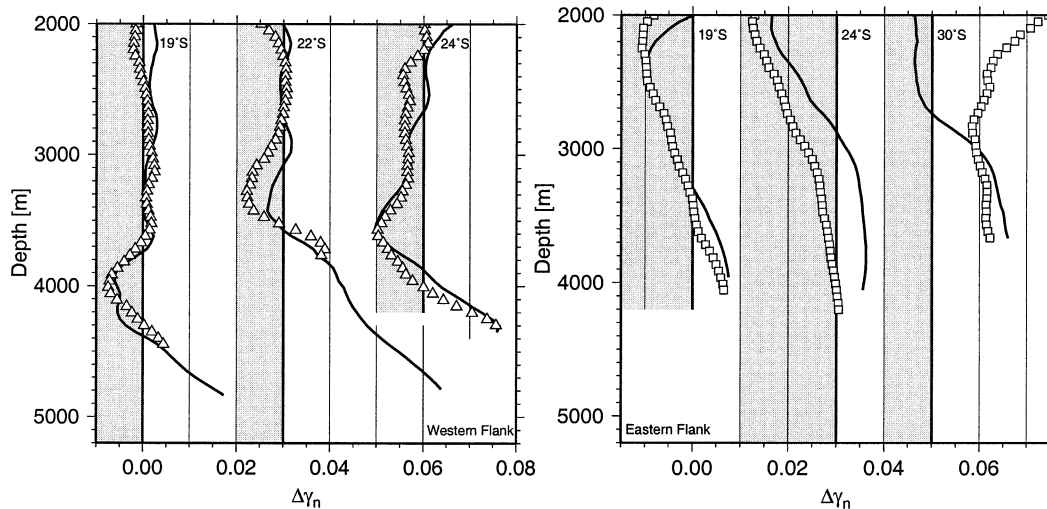 2000
3000
4000
5000
Depth [m]
19°S
22°S
24°S
Western Flank
0.00
0.02
0.04
0.06
0.08
Δγn
2000
3000
4000
5000
Depth [m]
19°S
24°S
30°S
Eastern Flank
0.00
0.02
0.04
0.06
Δγn